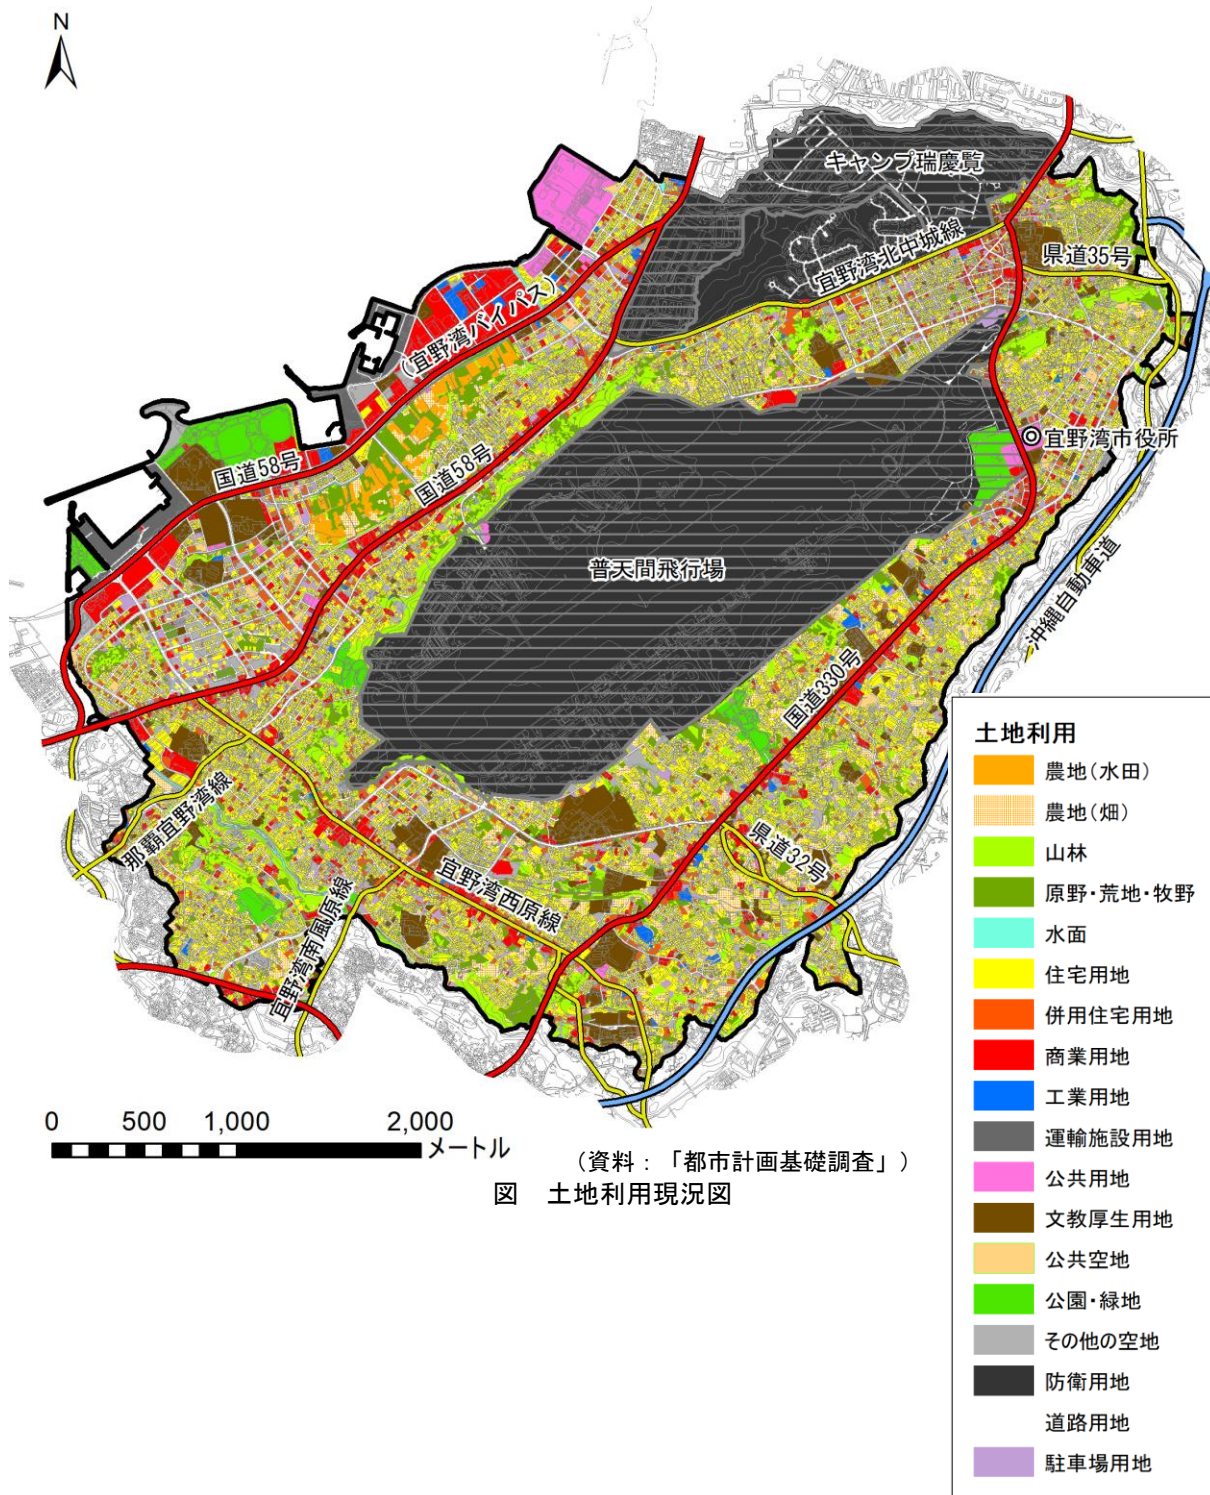 N
キャンプ瑞慶覧
宜野湾北中城線
県道35号
(宜野湾バイパス)
宜野湾市役所
国道58号
国道58号
普天間飛行場
沖縄自動車道
国道330号
那覇宜野湾線
県道32号
宜野湾西原線
宜野湾南風原線
土地利用
農地(水田)
農地(畑)
山林
原野・荒地・牧野
水面
住宅用地
併用住宅用地
商業用地
工業用地
運輸施設用地
公共用地
文教厚生用地
公共空地
公園・緑地
その他の空地
防衛用地
道路用地
駐車場用地
0 500 1,000 2,000
メートル
(資料:「都市計画基礎調査」)
図 土地利用現況図